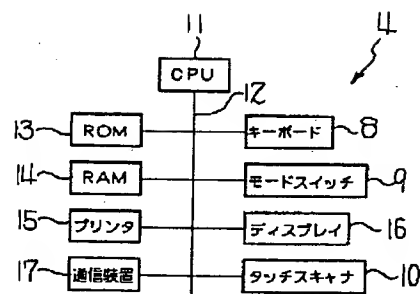 11
4
CPU
12
13 ROM キーボード 8
14 RAM モードスイッチ 9
15 プリンタ ディスプレイ 16
17 通信装置 タッチスキャナ 10